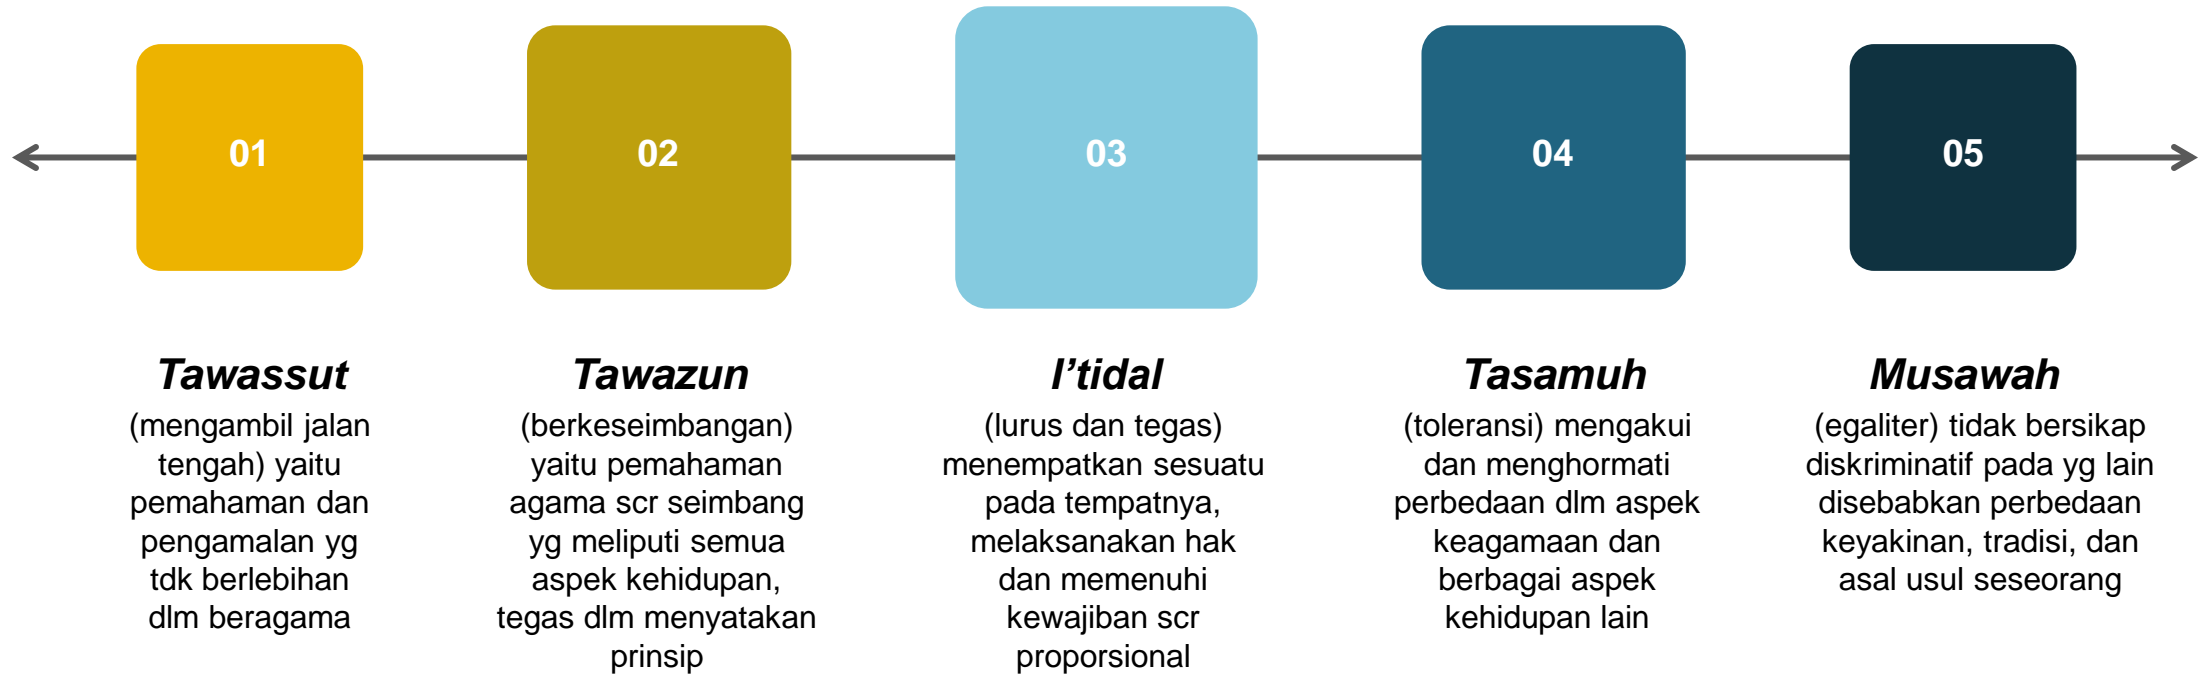 01
02
03
04
05
Tawassut
(mengambil jalan
tengah) yaitu
pemahaman dan
pengamalan yg
tdk berlebihan
dlm beragama
Tawazun
(berkeseimbangan)
yaitu pemahaman
agama scr seimbang
yg meliputi semua
aspek kehidupan,
tegas dlm menyatakan
prinsip
I’tidal
(lurus dan tegas)
menempatkan sesuatu
pada tempatnya,
melaksanakan hak
dan memenuhi
kewajiban scr
proporsional
Tasamuh
(toleransi) mengakui
dan menghormati
perbedaan dlm aspek
keagamaan dan
berbagai aspek
kehidupan lain
Musawah
(egaliter) tidak bersikap
diskriminatif pada yg lain
disebabkan perbedaan
keyakinan, tradisi, dan
asal usul seseorang